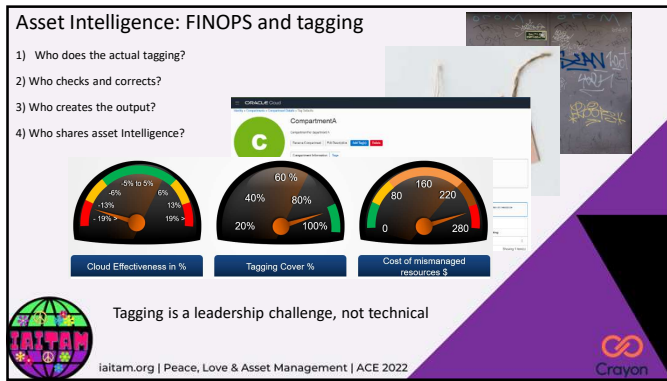 Asset Intelligence: FINOPS and tagging
1) Who does the actual tagging?
2) Who checks and corrects?
3) Who creates the output?
4) Who shares asset Intelligence?
ORACLE Cloud
CompartmentA
C
-5% to 5%
-6% 6%
-13% 13%
- 19% > 19% >
Cloud Effectiveness in %
60 %
40% 80%
20% 100%
Tagging Cover %
160
80 220
0 280
Cost of mismanaged
resources $
Tagging is a leadership challenge, not technical
IAITAM
iaitam.org | Peace, Love & Asset Management | ACE 2022
Crayon